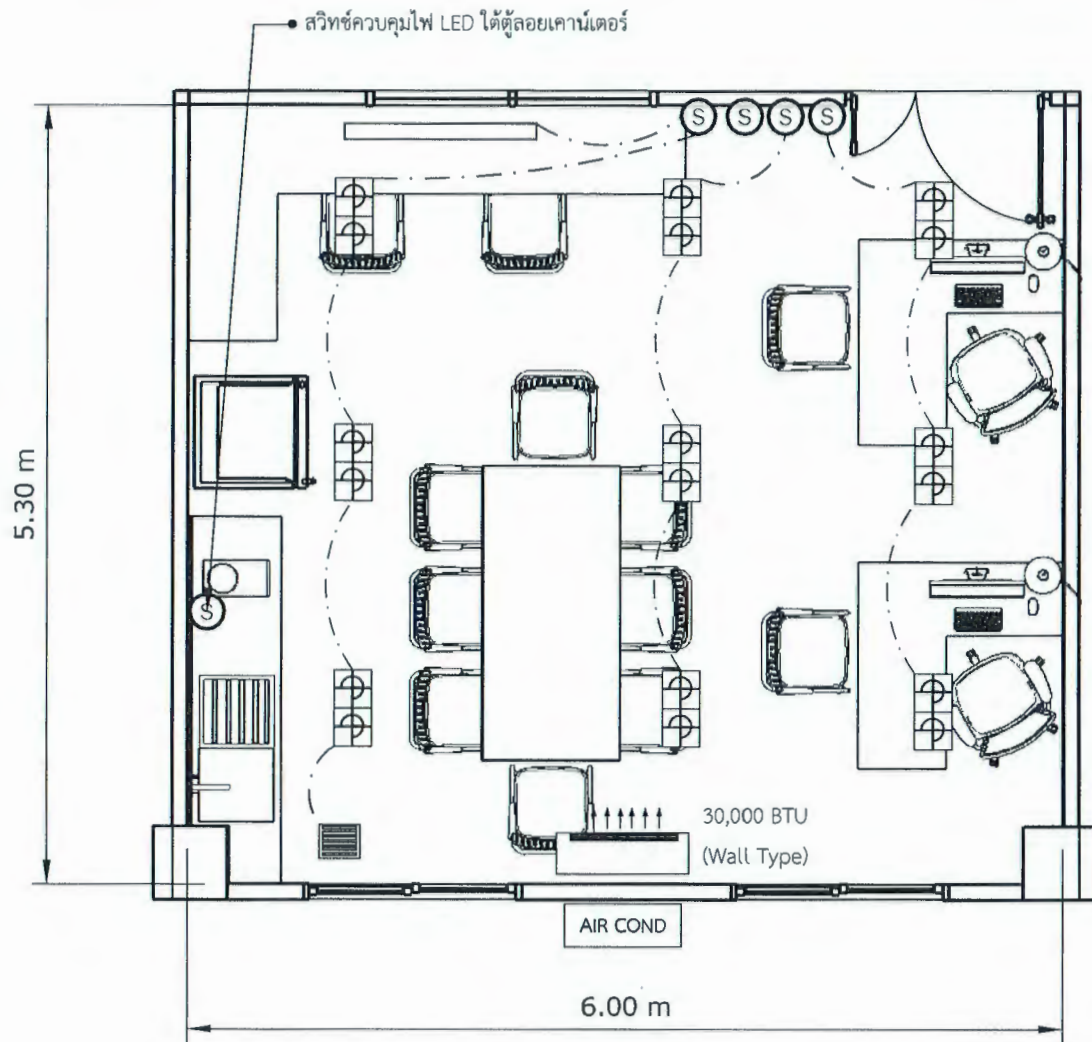 สวิทช์ควบคุมไฟ LED ใต้ตู้ลอยเคาน์เตอร์
S S S S
5.30 m
S
30,000 BTU
(Wall Type)
AIR COND
6.00 m